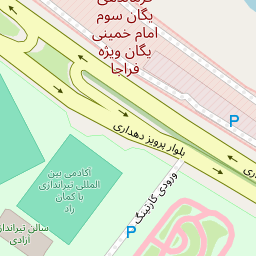 یگان سوم
امام خمینی
یگان ویژه
فراجا
بلوار پرویز دهداری
P
آکادمی بین
المللی تیراندازی
با کمان
راد
ورودی کارتینگ
P
سالن تیراندازی
آزادی